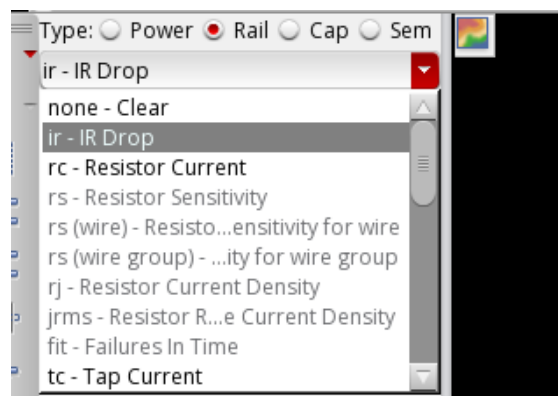 Type: Power Rail Cap Sem
ir - IR Drop
none - Clear
ir - IR Drop
rc - Resistor Current
rs - Resistor Sensitivity
rs (wire) - Resisto...ensitivity for wire
rs (wire group) - ...ity for wire group
rj - Resistor Current Density
jrms - Resistor R...e Current Density
fit - Failures In Time
tc - Tap Current